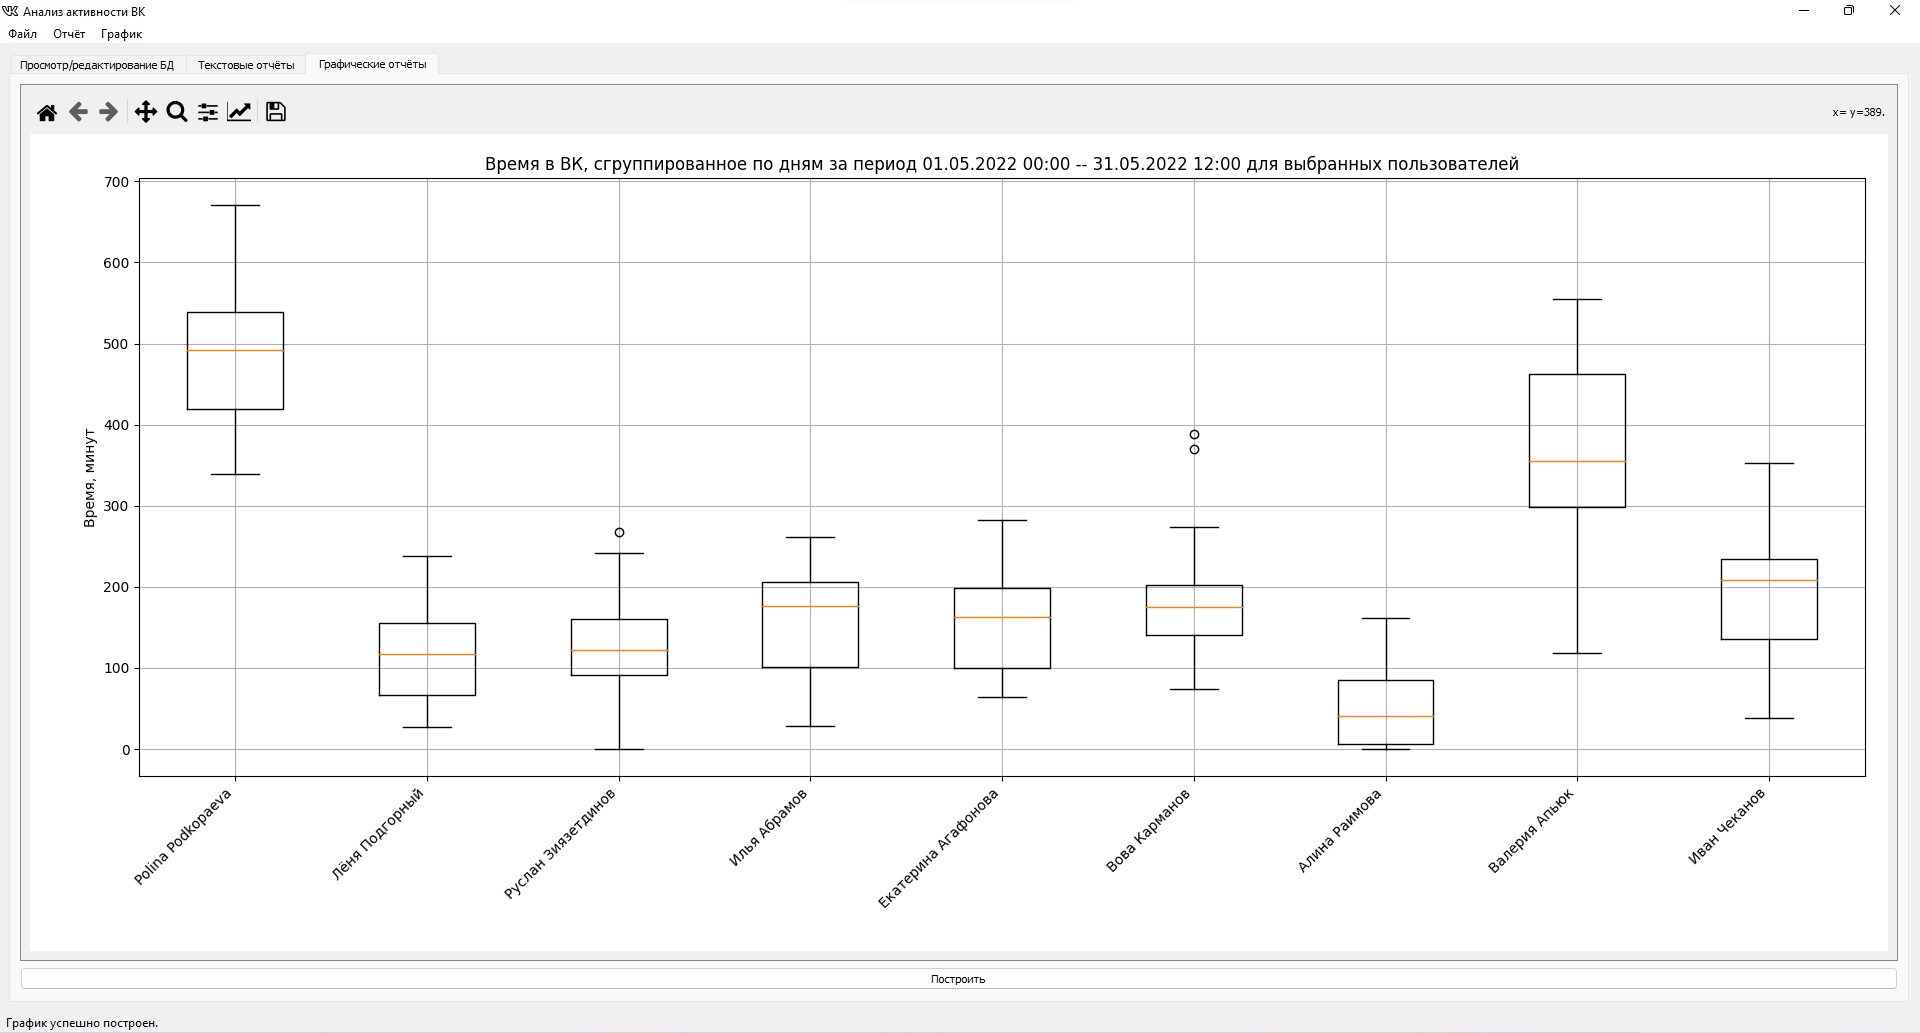 Анализ активности ВК
Файл Отчёт График
Просмотр/редактирование БД Текстовые отчёты Графические отчёты
x= y=389.
Время в ВК, сгруппированное по дням за период 01.05.2022 00:00 -- 31.05.2022 12:00 для выбранных пользователей
700
600
500
400
300
200
100
0
Время, минут
Polina Podkopaeva
Лёня Подгорный
Руслан Зиязетдинов
Илья Абрамов
Екатерина Агафонова
Вова Карманов
Алина Раимова
Валерия Апьюк
Иван Чеканов
Построить
График успешно построен.